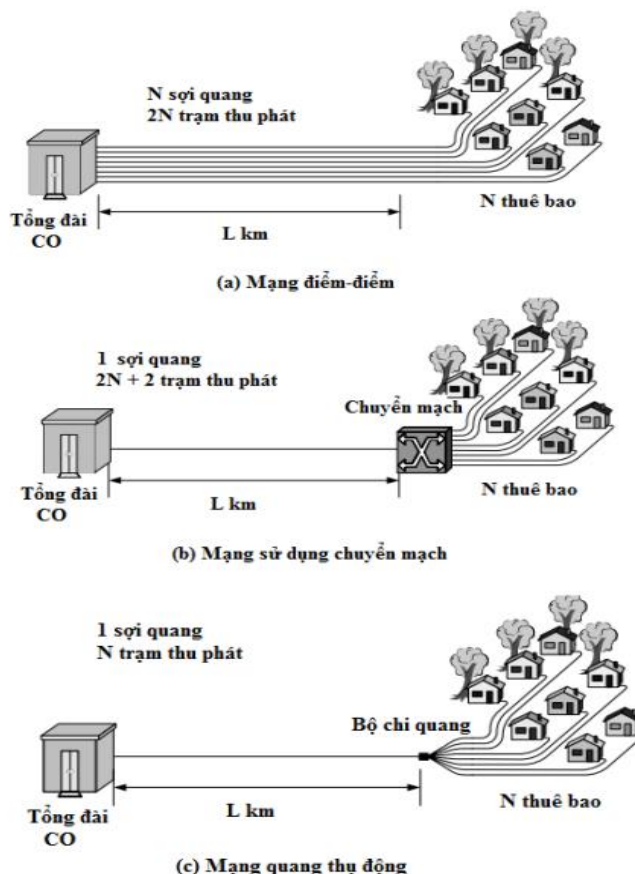 N sợi quang
2N trạm thu phát
Tổng đài
CO
L km
N thuê bao
(a) Mạng điểm-điểm
1 sợi quang
2N + 2 trạm thu phát
Chuyển mạch
Tổng đài
CO
L km
N thuê bao
(b) Mạng sử dụng chuyển mạch
1 sợi quang
N trạm thu phát
Bộ chi quang
Tổng đài
CO
L km
N thuê bao
(c) Mạng quang thụ động